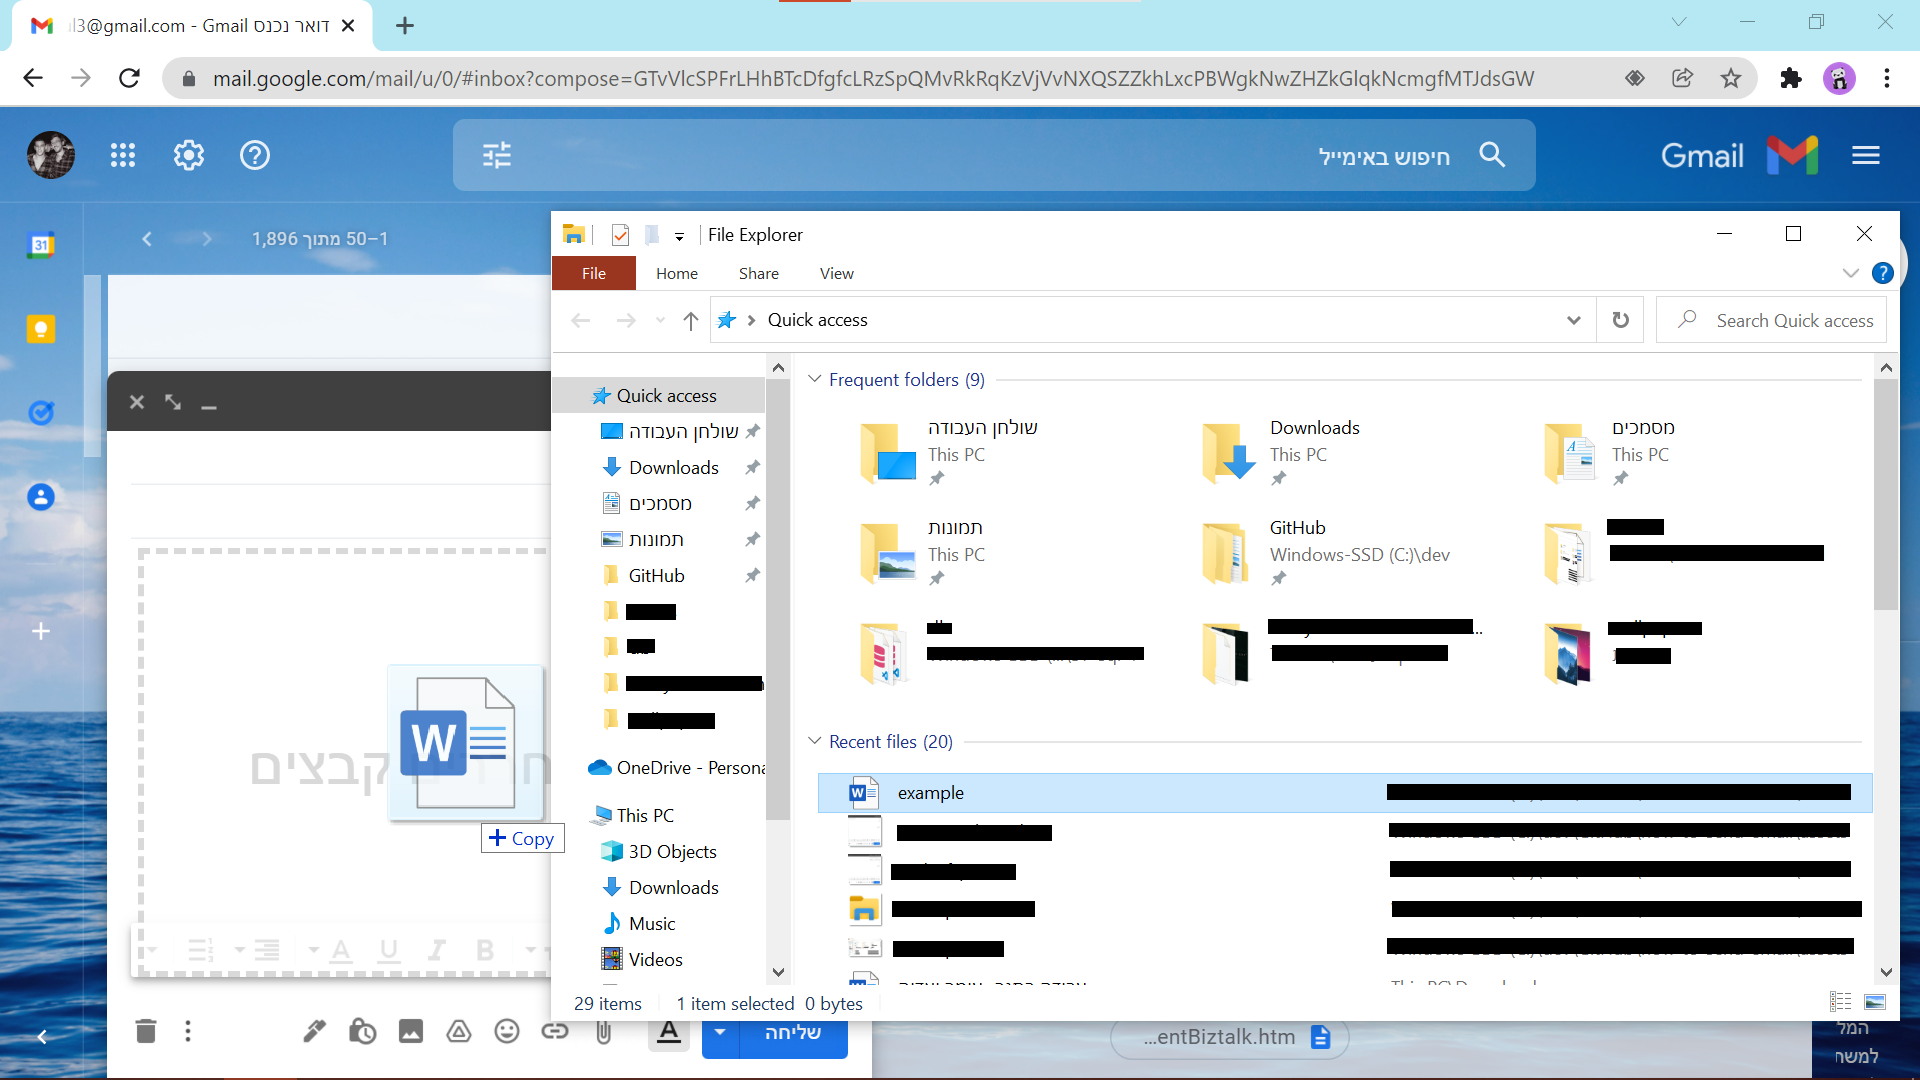 דואר נכנס - l3@gmail.com - Gmail
mail.google.com/mail/u/0/#inbox?compose=GTvVlcSPFrLHhBTcDfgfcLRzSpQMvRkRqKzVjVvNXQSZZkhLxcPBWgkNwZHZkGlqkNcmgfMTJdsGW
חיפוש באימייל
Gmail
1–50 מתוך 1,896
31
File Explorer
File Home Share View
Quick access
Search Quick access
Quick access
שולחן העבודה
Downloads
מסמכים
תמונות
GitHub
OneDrive - Persona
This PC
3D Objects
Downloads
Music
Videos
Frequent folders (9)
שולחן העבודה
This PC
Downloads
This PC
מסמכים
This PC
תמונות
This PC
GitHub
Windows-SSD (C:)\dev
Recent files (20)
example
29 items 1 item selected 0 bytes
קבצים
W
Copy
שליחה
...entBiztalk.htm
המל
למשח